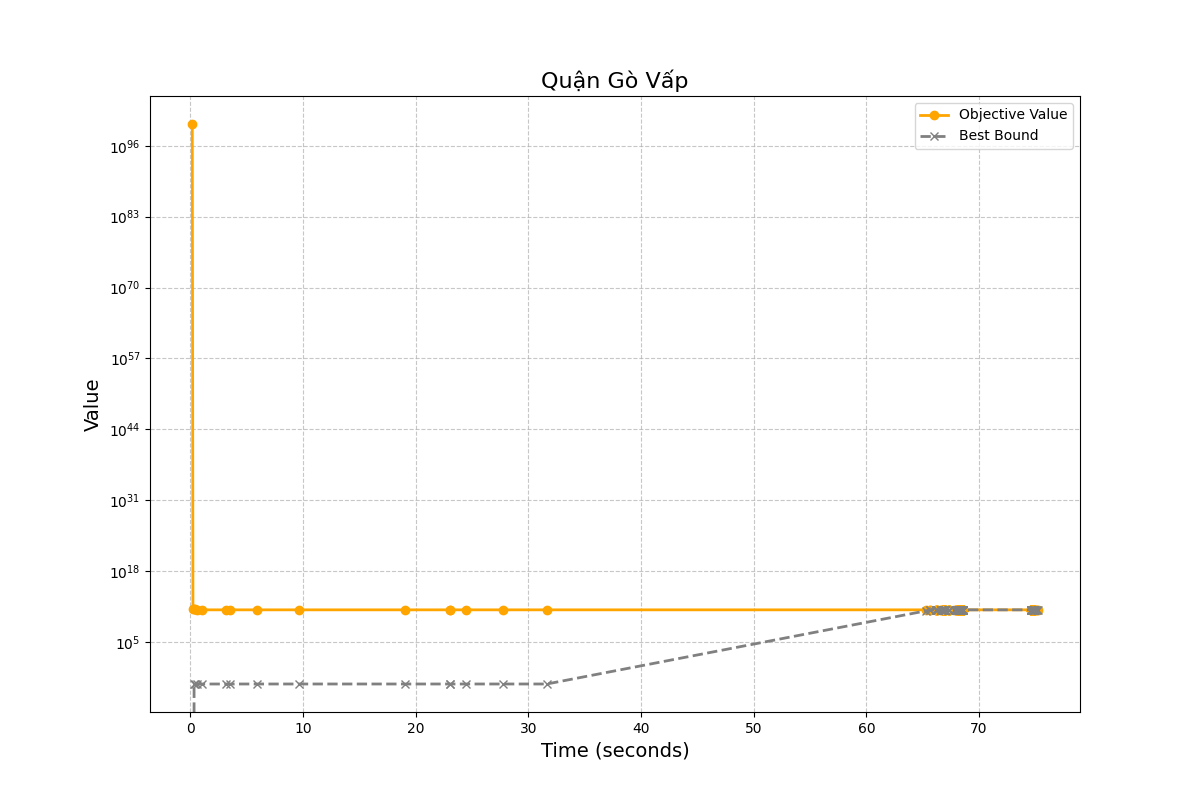 Quận Gò Vấp
Objective Value
Best Bound
10^96
10^83
10^70
10^57
10^44
10^31
10^18
10^5
Value
0 10 20 30 40 50 60 70
Time (seconds)